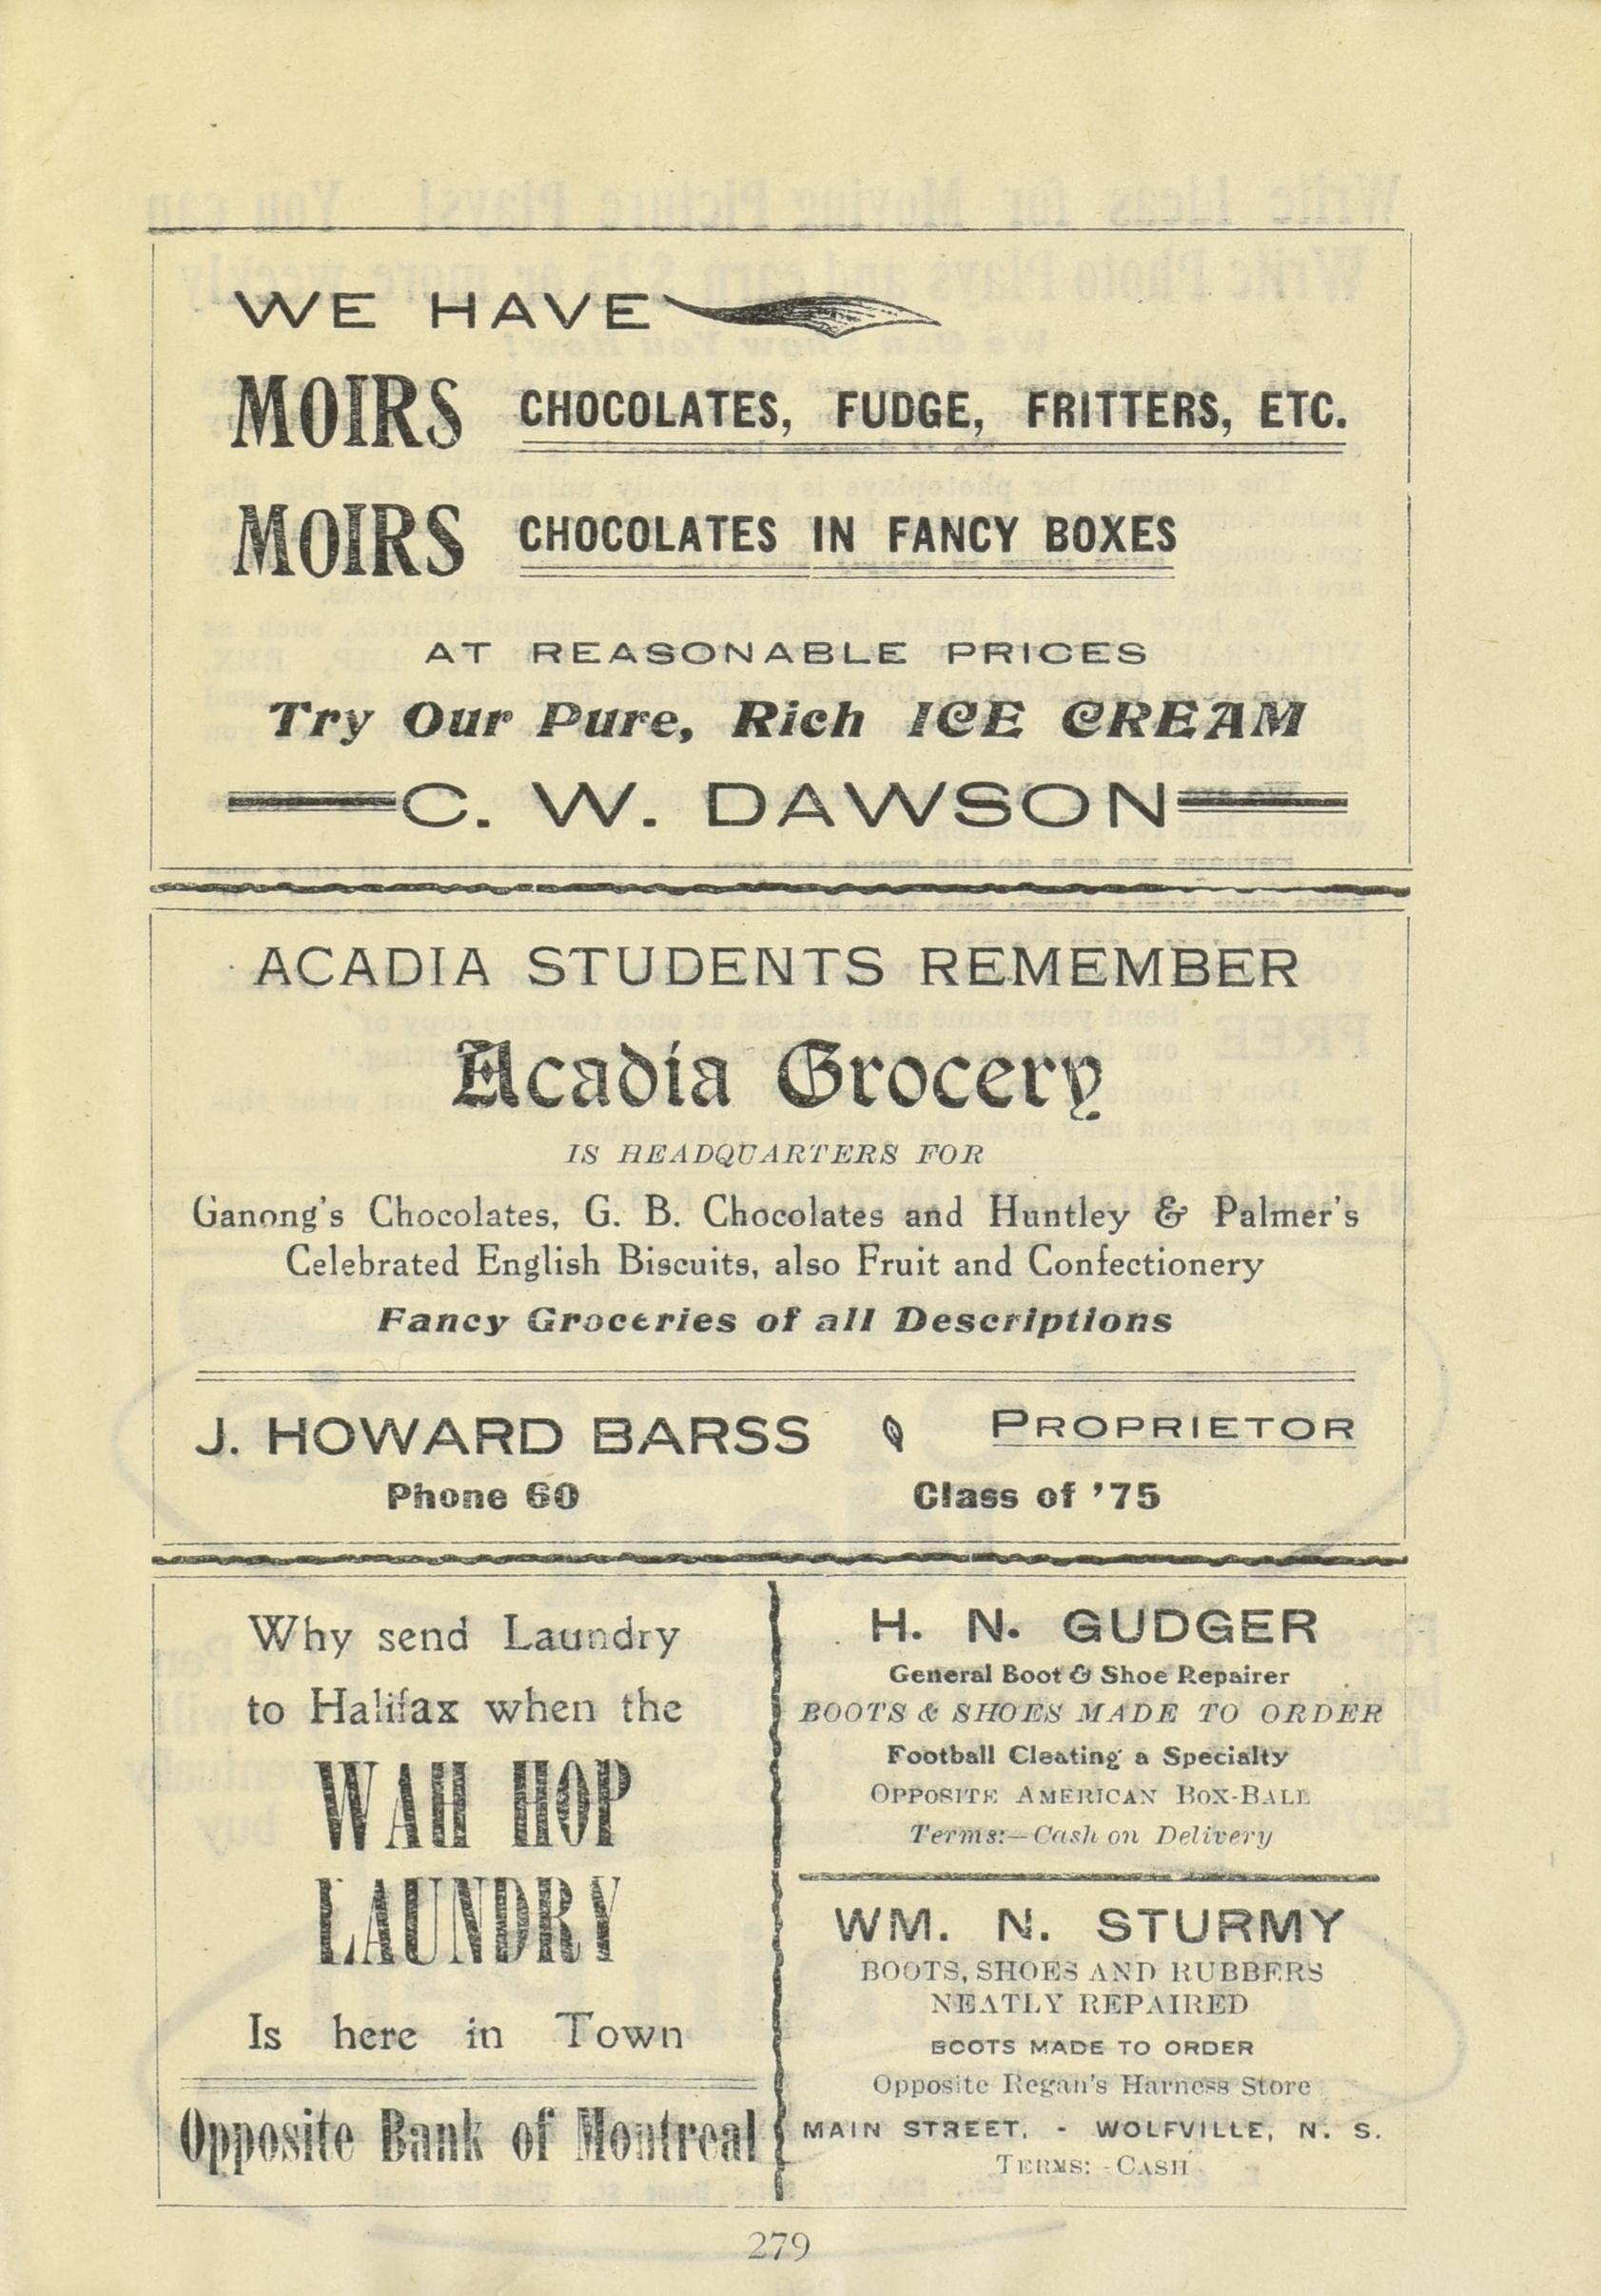 WE HAVE
MOIRS CHOCOLATES, FUDGE, FRITTERS, ETC.
MOIRS CHOCOLATES IN FANCY BOXES
AT REASONABLE PRICES
Try Our Pure, Rich ICE CREAM
C. W. DAWSON
ACADIA STUDENTS REMEMBER
Acadia Grocery
IS HEADQUARTERS FOR
Ganong's Chocolates, G. B. Chocolates and Huntley & Palmer's
Celebrated English Biscuits, also Fruit and Confectionery
Fancy Groceries of all Descriptions
J. HOWARD BARSS PROPRIETOR
Phone 60 Class of '75
Why send Laundry
to Halifax when the
WAH HOP
LAUNDRY
Is here in Town
Opposite Bank of Montreal
H. N. GUDGER
General Boot & Shoe Repairer
BOOTS & SHOES MADE TO ORDER
Football Cleating a Specialty
OPPOSITE AMERICAN BOX-BALL
Terms:—Cash on Delivery
WM. N. STURMY
BOOTS, SHOES AND RUBBERS
NEATLY REPAIRED
BOOTS MADE TO ORDER
Opposite Regan's Harness Store
MAIN STREET, - WOLFVILLE, N. S.
TERMS: - CASH
279